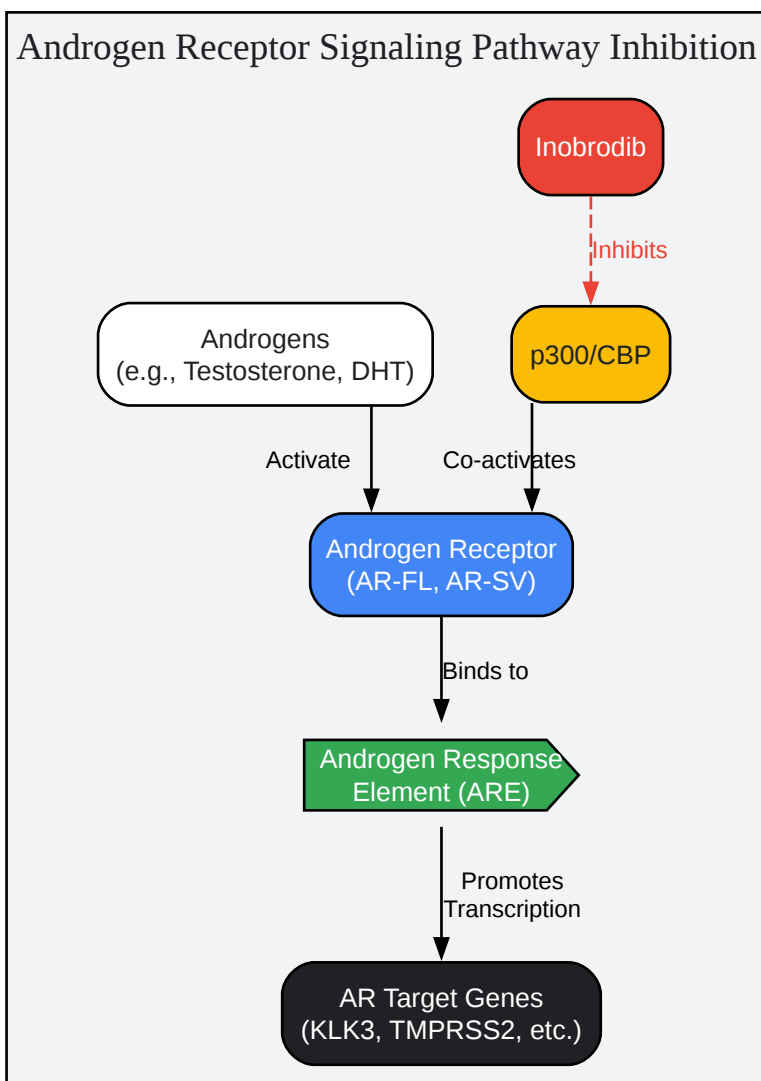 Androgen Receptor Signaling Pathway Inhibition
Inobrodib
Inhibits
Androgens
(e.g., Testosterone, DHT)
p300/CBP
Activate
Co-activates
Androgen Receptor
(AR-FL, AR-SV)
Binds to
Androgen Response
Element (ARE)
Promotes
Transcription
AR Target Genes
(KLK3, TMPRSS2, etc.)